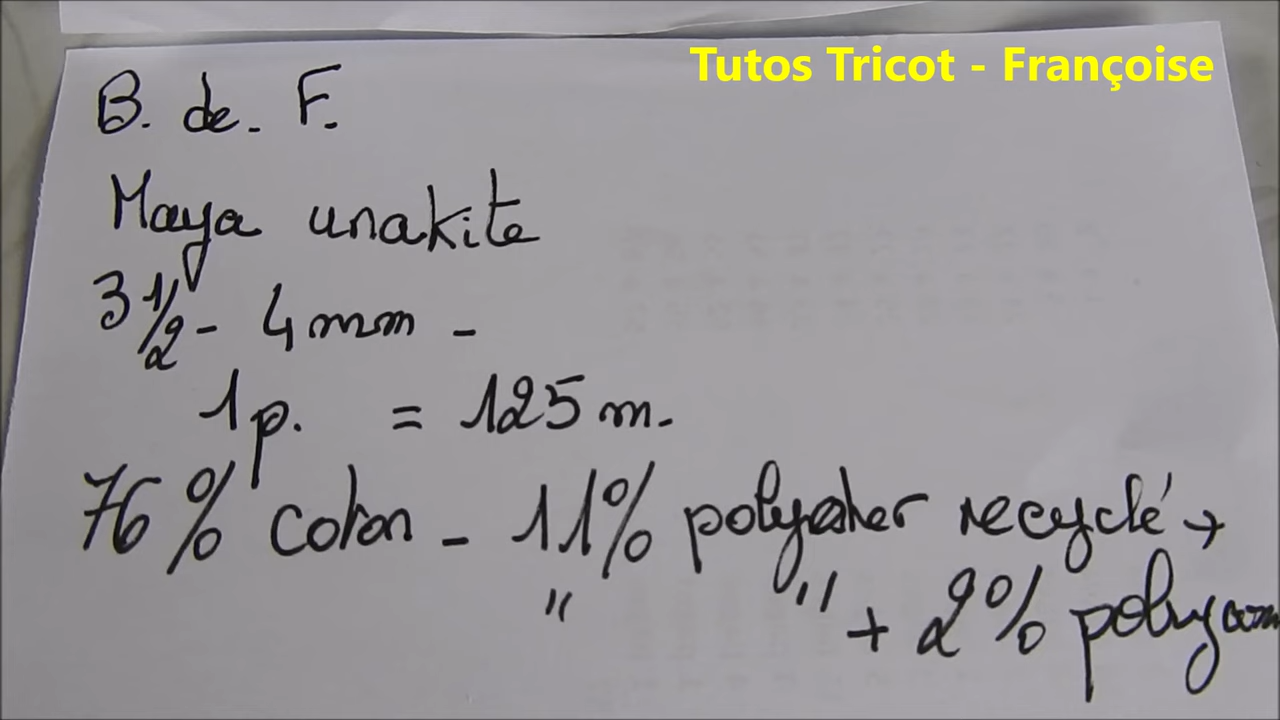 Tutos Tricot - Françoise
B. de. F.
Maya unakite
3 1/2 - 4 mm -
1 p. = 125 m.
76 % coton - 11% polyester recyclé +
" " + 2% polyam